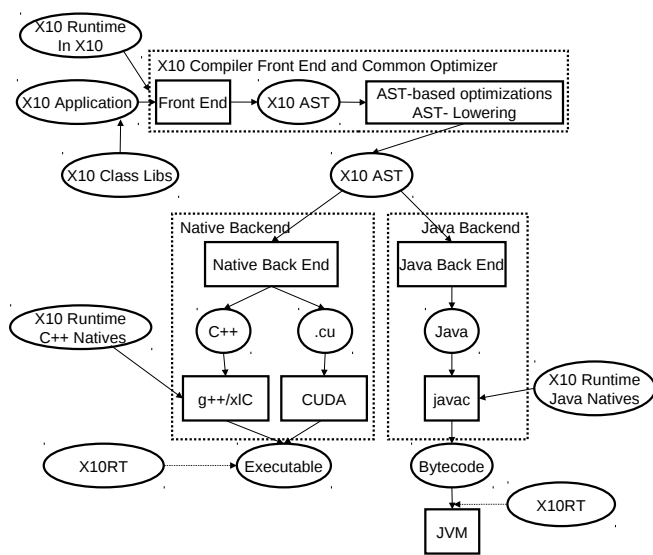 X10 Runtime
In X10
X10 Compiler Front End and Common Optimizer
X10 Application
Front End
X10 AST
AST-based optimizations
AST- Lowering
X10 Class Libs
X10 AST
Native Backend
Java Backend
Native Back End
Java Back End
X10 Runtime
C++ Natives
C++
.cu
Java
g++/xlC
CUDA
javac
X10 Runtime
Java Natives
X10RT
Executable
Bytecode
X10RT
JVM